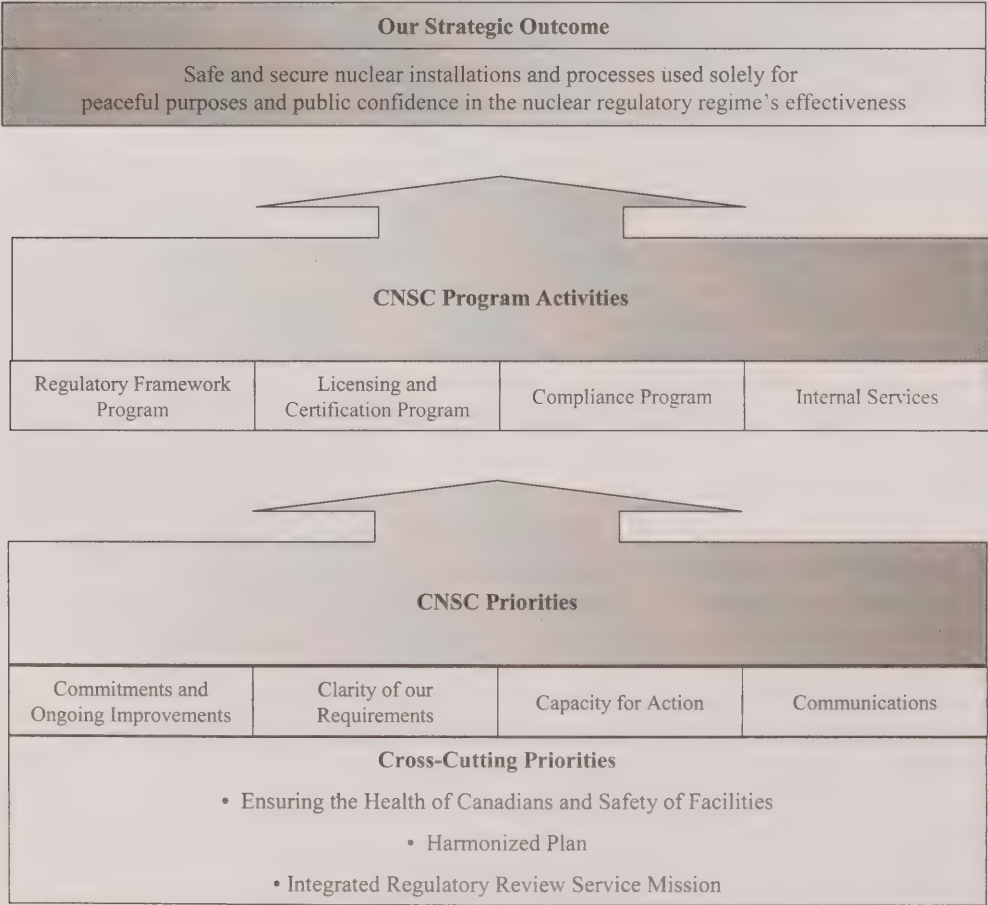 Our Strategic Outcome
Safe and secure nuclear installations and processes used solely for
peaceful purposes and public confidence in the nuclear regulatory regime's effectiveness
CNSC Program Activities
Regulatory Framework
Program
Licensing and
Certification Program
Compliance Program
Internal Services
CNSC Priorities
Commitments and
Ongoing Improvements
Clarity of our
Requirements
Capacity for Action
Communications
Cross-Cutting Priorities
• Ensuring the Health of Canadians and Safety of Facilities
• Harmonized Plan
• Integrated Regulatory Review Service Mission